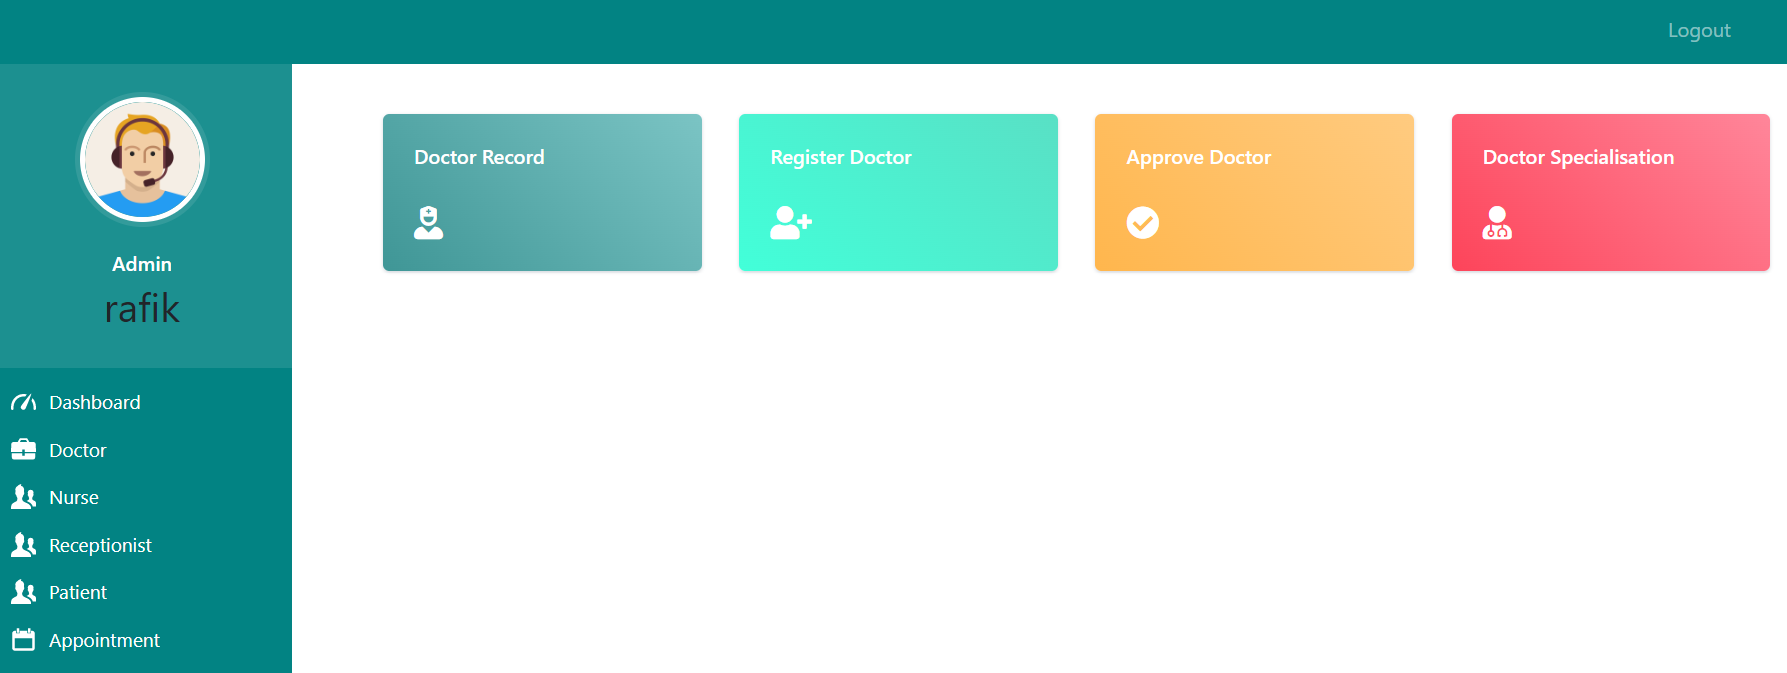 Logout
Admin
rafik
Dashboard
Doctor
Nurse
Receptionist
Patient
Appointment
Doctor Record
Register Doctor
Approve Doctor
Doctor Specialisation